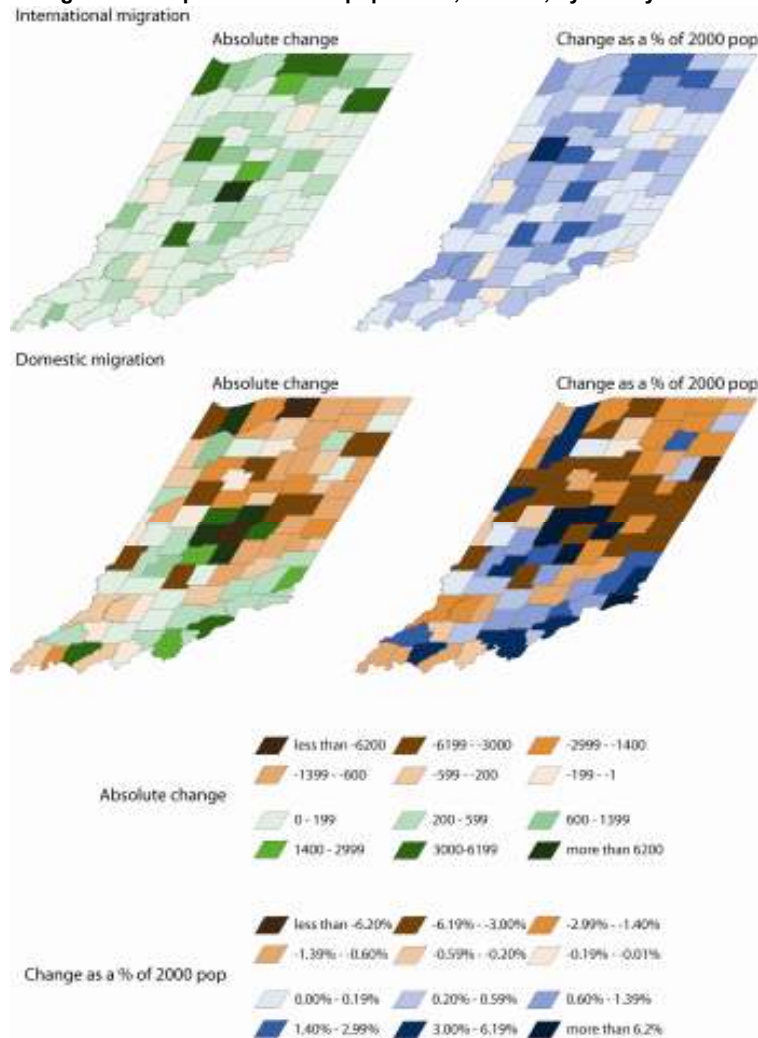 International migration
Absolute change
Change as a % of 2000 pop
Domestic migration
Absolute change
Change as a % of 2000 pop
less than -6200
-6199 - -3000
-2999 - -1400
-1399 - -600
-599 - -200
-199 - -1
Absolute change
0 - 199
200 - 599
600 - 1399
1400 - 2999
3000-6199
more than 6200
less than -6.20%
-6.19% - -3.00%
-2.99% - -1.40%
-1.39% - -0.60%
-0.59% - -0.20%
-0.19% - -0.01%
Change as a % of 2000 pop
0.00% - 0.19%
0.20% - 0.59%
0.60% - 1.39%
1.40% - 2.99%
3.00% - 6.19%
more than 6.2%